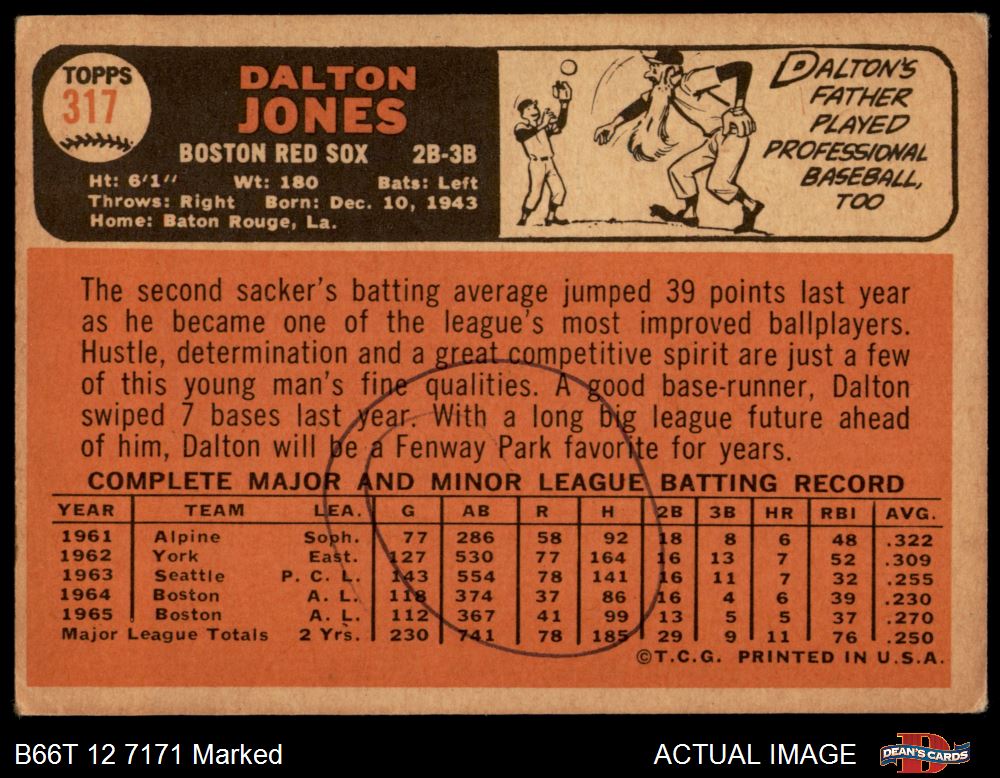 TOPPS
317
DALTON
JONES
BOSTON RED SOX 2B-3B
Ht: 6'1" Wt: 180 Bats: Left
Throws: Right Born: Dec. 10, 1943
Home: Baton Rouge, La.
DALTON'S
FATHER
PLAYED
PROFESSIONAL
BASEBALL,
TOO
The second sacker's batting average jumped 39 points last year
as he became one of the league's most improved ballplayers.
Hustle, determination and a great competitive spirit are just a few
of this young man's fine qualities. A good base-runner, Dalton
swiped 7 bases last year. With a long big league future ahead
of him, Dalton will be a Fenway Park favorite for years.
COMPLETE MAJOR AND MINOR LEAGUE BATTING RECORD
YEAR TEAM LEA. G AB R H 2B 3B HR RBI AVG.
1961 Alpine Soph. 77 286 58 92 18 8 6 48 .322
1962 York East. 127 530 77 164 16 13 7 52 .309
1963 Seattle P. C. L. 143 554 78 141 16 11 7 32 .255
1964 Boston A. L. 118 374 37 86 16 4 6 39 .230
1965 Boston A. L. 112 367 41 99 13 5 5 37 .270
Major League Totals 2 Yrs. 230 741 78 185 29 9 11 76 .250
©T.C.G. PRINTED IN U.S.A.
B66T 12 7171 Marked
ACTUAL IMAGE
DEAN'S CARDS